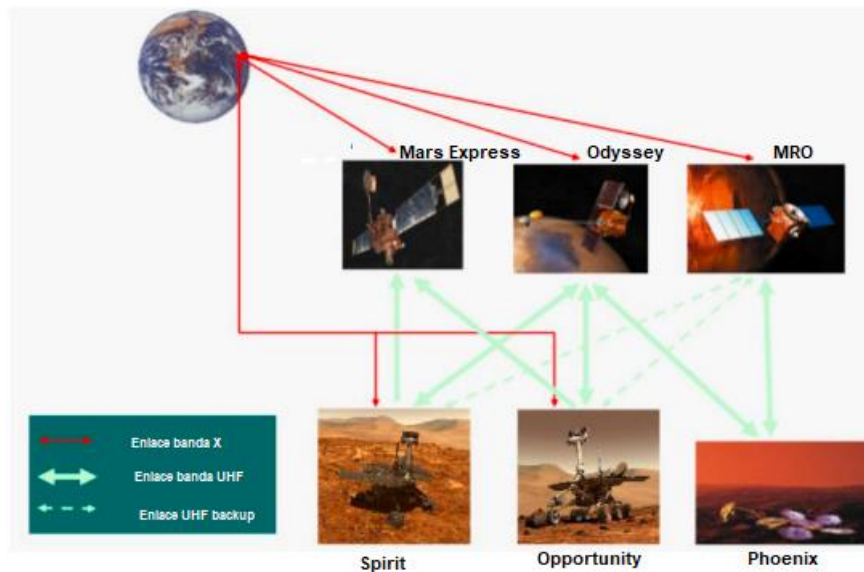 Mars Express
Odyssey
MRO
Enlace banda X
Enlace banda UHF
Enlace UHF backup
Spirit
Opportunity
Phoenix